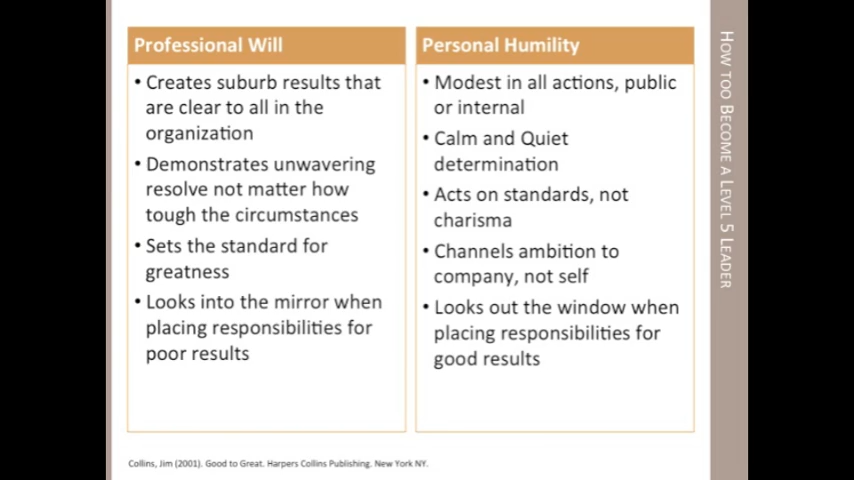 Professional Will
• Creates suburb results that
are clear to all in the
organization
• Demonstrates unwavering
resolve not matter how
tough the circumstances
• Sets the standard for
greatness
• Looks into the mirror when
placing responsibilities for
poor results
Personal Humility
• Modest in all actions, public
or internal
• Calm and Quiet
determination
• Acts on standards, not
charisma
• Channels ambition to
company, not self
• Looks out the window when
placing responsibilities for
good results
How too Become a Level 5 Leader
Collins, Jim (2001). Good to Great. Harpers Collins Publishing. New York NY.